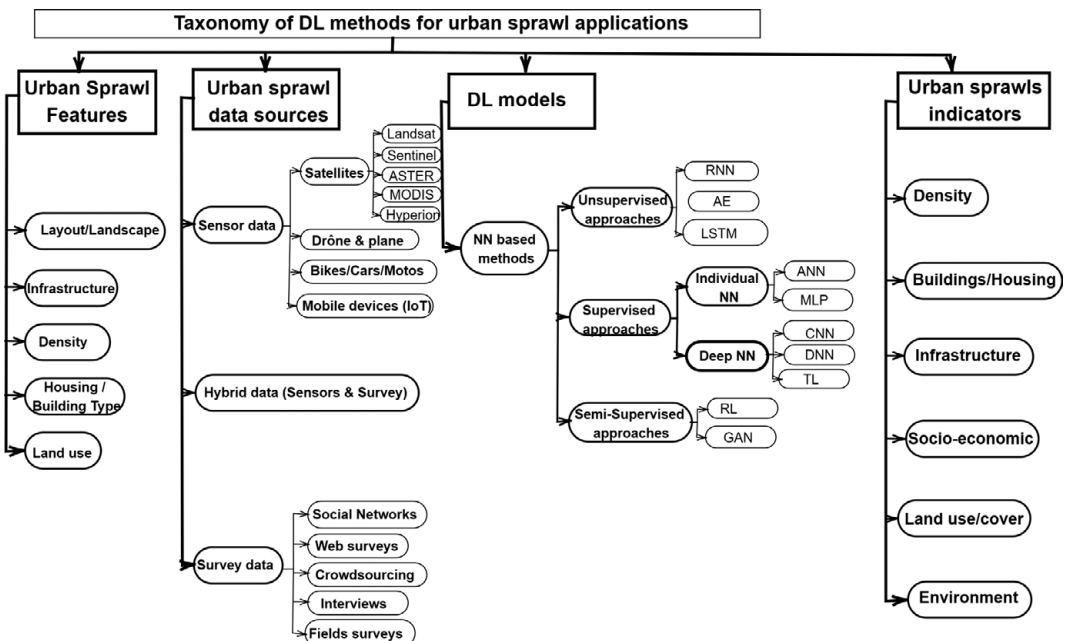 Taxonomy of DL methods for urban sprawl applications
Urban Sprawl
Features
Layout/Landscape
Infrastructure
Density
Housing /
Building Type
Land use
Urban sprawl
data sources
Sensor data
Satellites
Landsat
Sentinel
ASTER
MODIS
Hyperion
Drône & plane
Bikes/Cars/Motos
Mobile devices (IoT)
Hybrid data (Sensors & Survey)
Survey data
Social Networks
Web surveys
Crowdsourcing
Interviews
Fields surveys
DL models
NN based
methods
Unsupervised
approaches
RNN
AE
LSTM
Supervised
approaches
Individual
NN
ANN
MLP
Deep NN
CNN
DNN
TL
Semi-Supervised
approaches
RL
GAN
Urban sprawls
indicators
Density
Buildings/Housing
Infrastructure
Socio-economic
Land use/cover
Environment